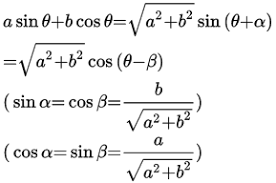 a sin θ+b cos θ=√(a²+b²) sin (θ+α)
=√(a²+b²) cos (θ−β)
( sin α=cos β=b/√(a²+b²) )
( cos α=sin β=a/√(a²+b²) )